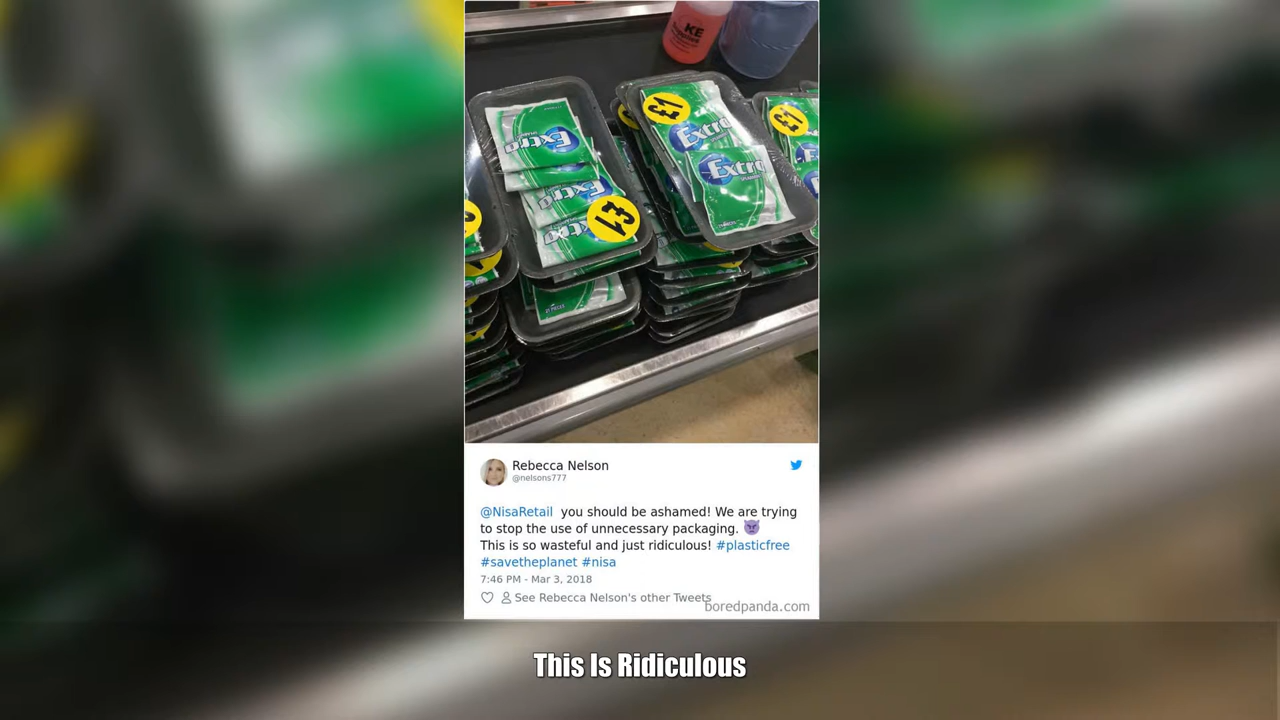 KE
£1
£1
Extra
Extra
Extra
Extra
£1
Extra
Rebecca Nelson
@nelsons777
@NisaRetail you should be ashamed! We are trying
to stop the use of unnecessary packaging. 👿
This is so wasteful and just ridiculous! #plasticfree
#savetheplanet #nisa
7:46 PM - Mar 3, 2018
See Rebecca Nelson's other Tweets
boredpanda.com
This Is Ridiculous